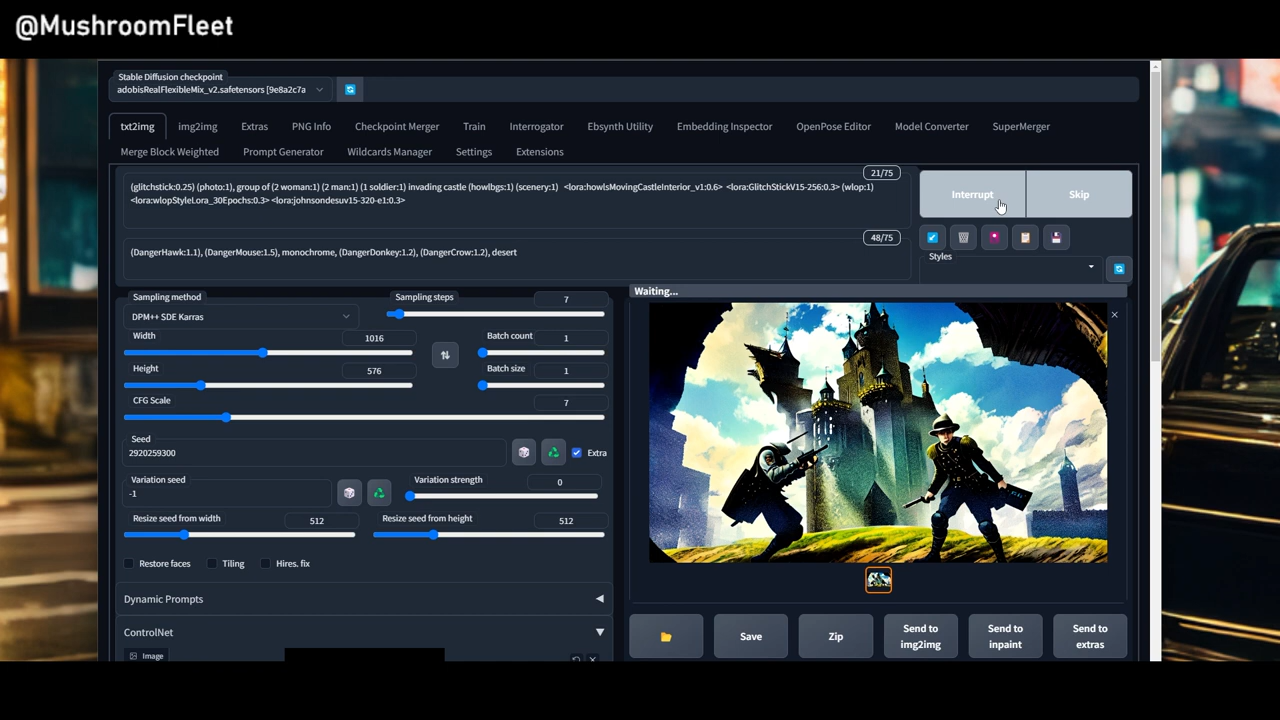 @MushroomFleet
Stable Diffusion checkpoint
adobisRealFlexibleMix_v2.safetensors [9e8a2c7a
txt2img img2img Extras PNG Info Checkpoint Merger Train Interrogator Ebsynth Utility Embedding Inspector OpenPose Editor Model Converter SuperMerger
Merge Block Weighted Prompt Generator Wildcards Manager Settings Extensions
21/75
(glitchstick:0.25) (photo:1), group of (2 woman:1) (2 man:1) (1 soldier:1) invading castle (howlbgs:1) (scenery:1) <lora:howlsMovingCastleInterior_v1:0.6> <lora:GlitchStickV15-256:0.3> (wlop:1)
<lora:wlopStyleLora_30Epochs:0.3> <lora:johnsondesuv15-320-e1:0.3>
Interrupt Skip
48/75
(DangerHawk:1.1), (DangerMouse:1.5), monochrome, (DangerDonkey:1.2), (DangerCrow:1.2), desert
Styles
Sampling method
DPM++ SDE Karras
Sampling steps 7
Width 1016
Height 576
Batch count 1
Batch size 1
CFG Scale 7
Seed
2920259300
Extra
Variation seed
-1
Variation strength 0
Resize seed from width 512
Resize seed from height 512
Restore faces Tiling Hires. fix
Dynamic Prompts
ControlNet
Image
Waiting...
Save Zip
Send to
img2img
Send to
inpaint
Send to
extras